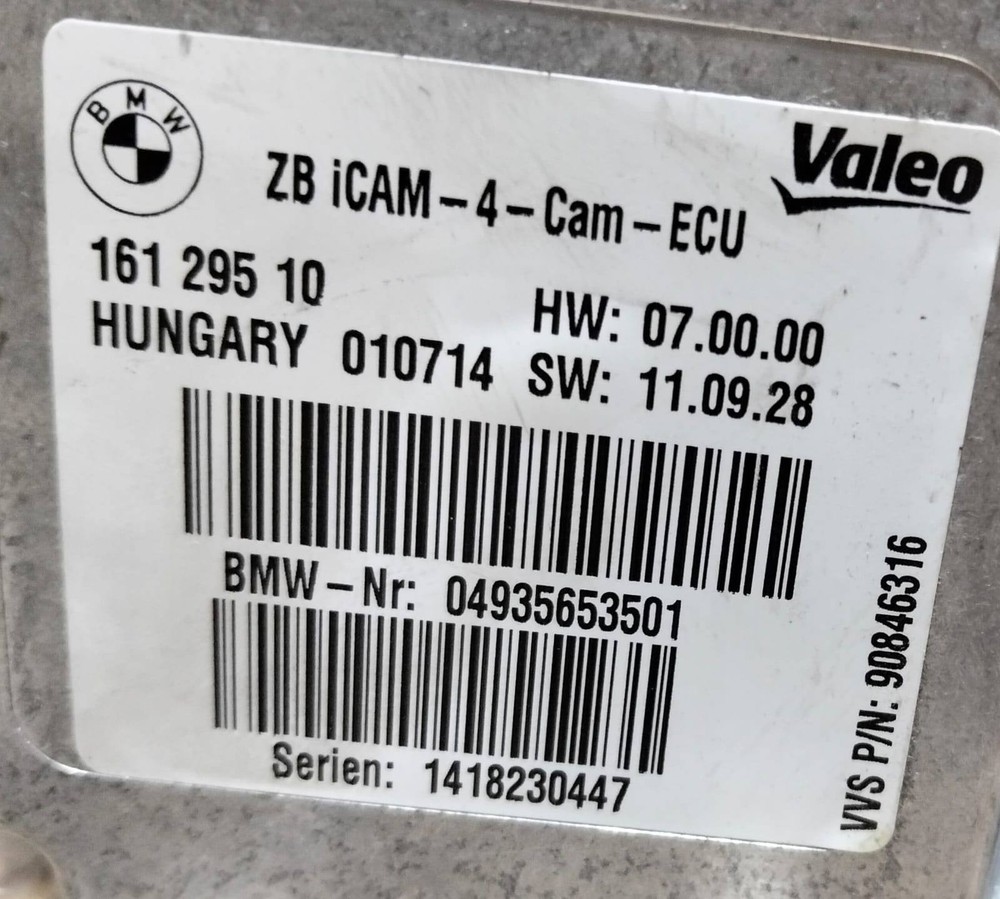 BMW
ZB iCAM-4-Cam-ECU
Valeo
161 295 10
HW: 07.00.00
HUNGARY 010714 SW: 11.09.28
BMW-Nr: 04935653501
Serien: 1418230447
VVS P/N: 90846316